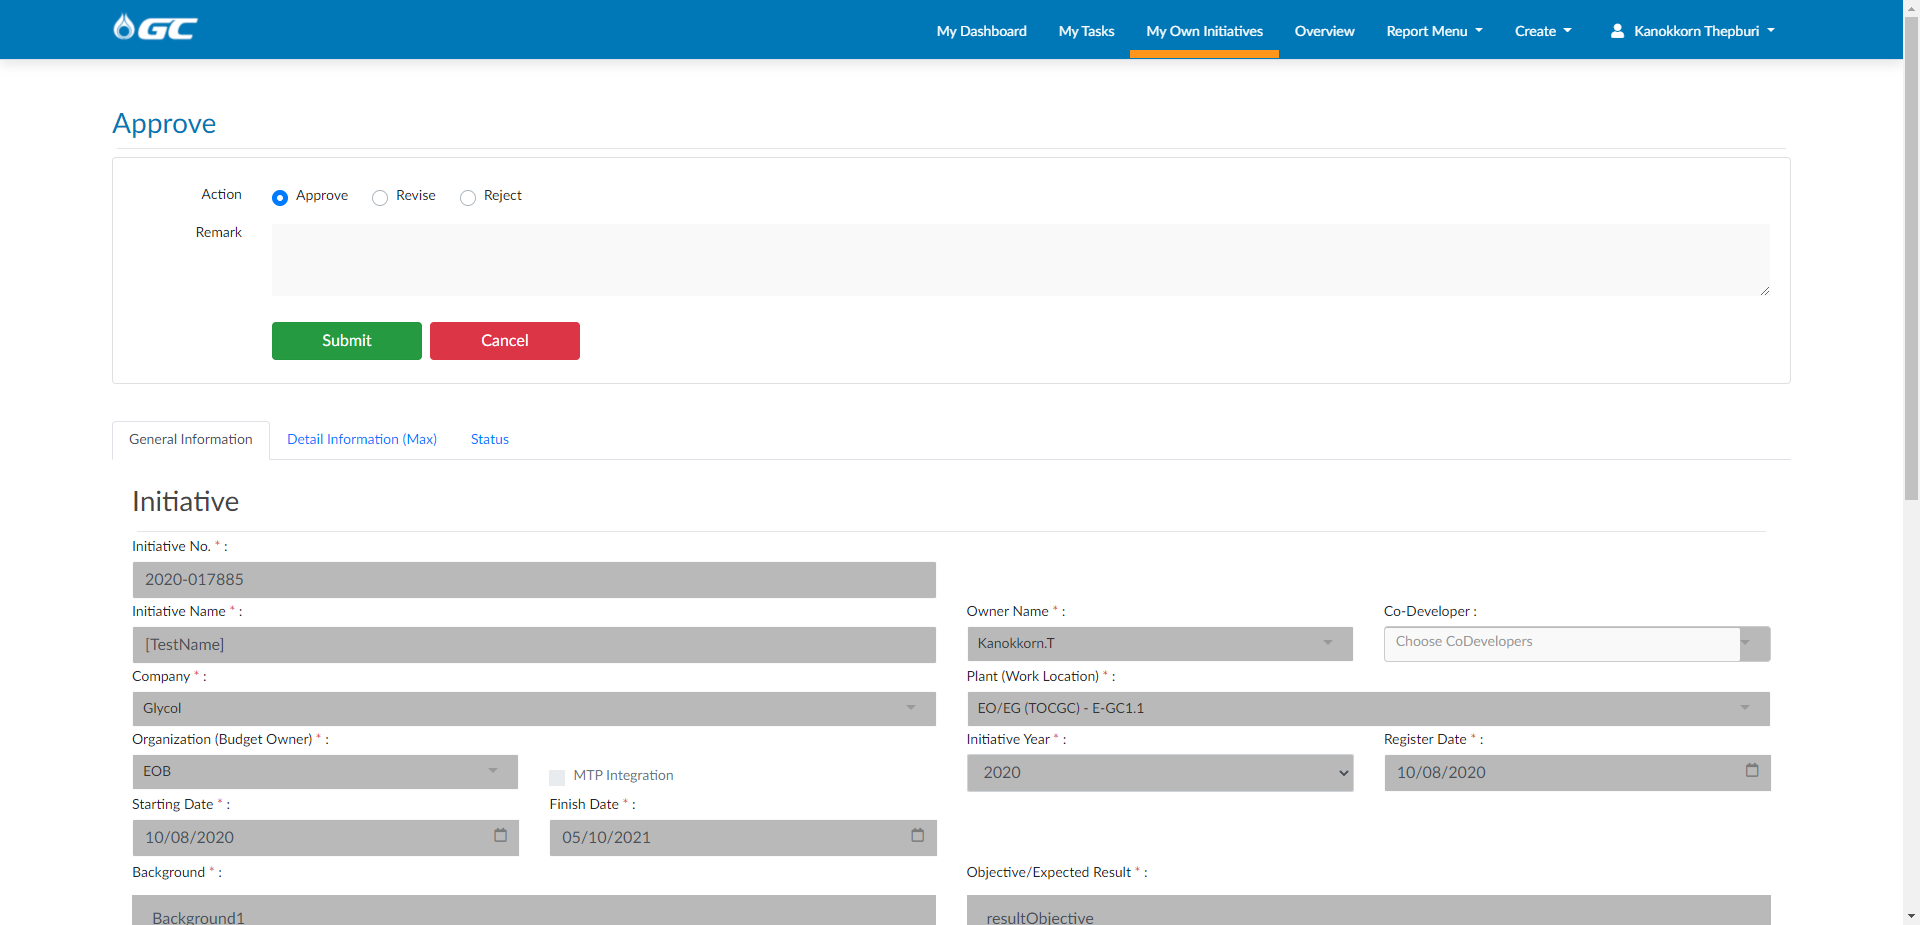 GC
My Dashboard My Tasks My Own Initiatives Overview Report Menu Create Kanokkorn Thepburi
Approve
Action Approve Revise Reject
Remark
Submit Cancel
General Information Detail Information (Max) Status
Initiative
Initiative No. * :
2020-017885
Initiative Name * : Owner Name * : Co-Developer :
[TestName] Kanokkorn.T Choose CoDevelopers
Company * : Plant (Work Location) * :
Glycol EO/EG (TOCGC) - E-GC1.1
Organization (Budget Owner) * : Initiative Year * : Register Date * :
EOB MTP Integration 2020 10/08/2020
Starting Date * : Finish Date * :
10/08/2020 05/10/2021
Background * : Objective/Expected Result * :
Background1 resultObjective